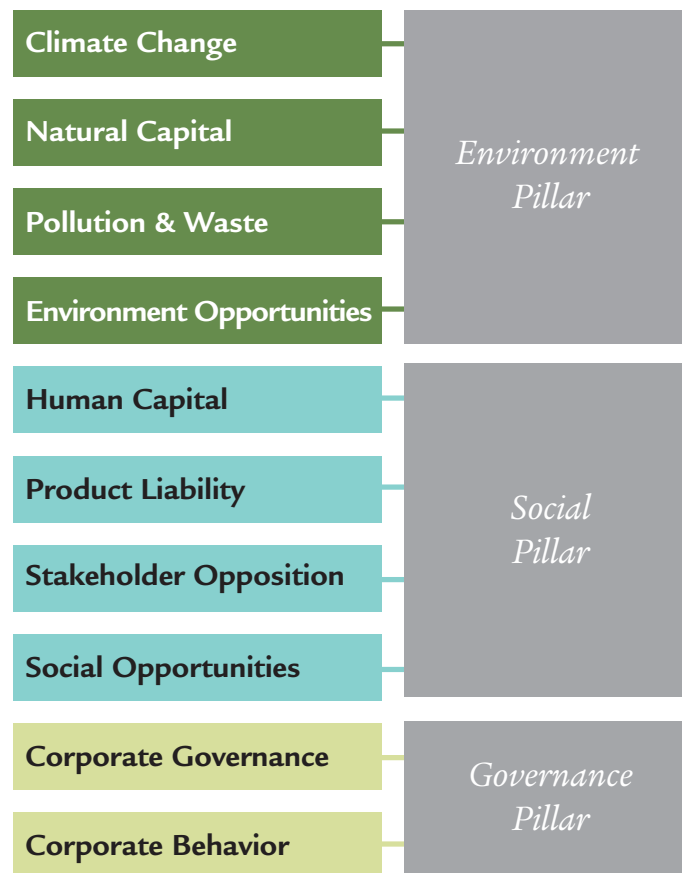 Climate Change
Natural Capital
Environment
Pillar
Pollution & Waste
Environment Opportunities
Human Capital
Product Liability
Social
Pillar
Stakeholder Opposition
Social Opportunities
Corporate Governance
Governance
Pillar
Corporate Behavior